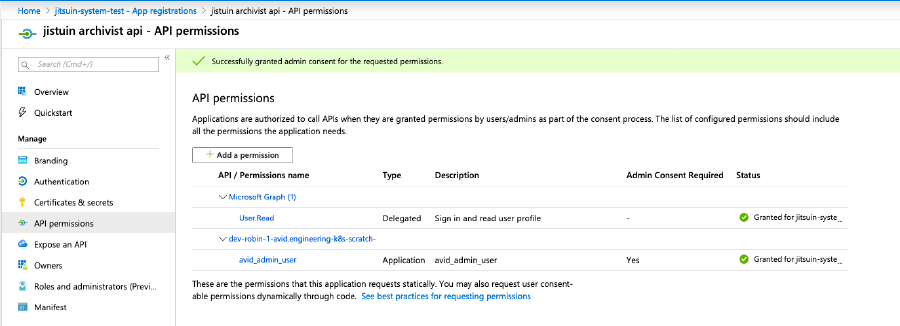 Home > jitsuin-system-test - App registrations > jistuin archivist api - API permissions
jistuin archivist api - API permissions
Search (Cmd+/)
«
Successfully granted admin consent for the requested permissions.
Overview
Quickstart
Manage
Branding
Authentication
Certificates & secrets
API permissions
Expose an API
Owners
Roles and administrators (Previ...
Manifest
API permissions
Applications are authorized to call APIs when they are granted permissions by users/admins as part of the consent process. The list of configured permissions should include
all the permissions the application needs.
+ Add a permission
API / Permissions name Type Description Admin Consent Required Status
Microsoft Graph (1)
User.Read Delegated Sign in and read user profile - Granted for jitsuin-syste...
dev-robin-1-avid.engineering-k8s-scratch-
avid_admin_user Application avid_admin_user Yes Granted for jitsuin-syste...
These are the permissions that this application requests statically. You may also request user consent-
able permissions dynamically through code. See best practices for requesting permissions